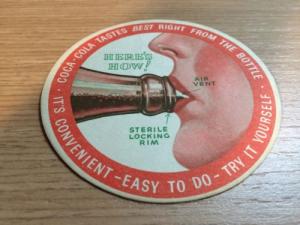 COCA-COLA TASTES BEST RIGHT FROM THE BOTTLE
· IT'S CONVENIENT - EASY TO DO - TRY IT YOURSELF ·
HERE'S
HOW!
AIR
VENT
STERILE
LOCKING
RIM